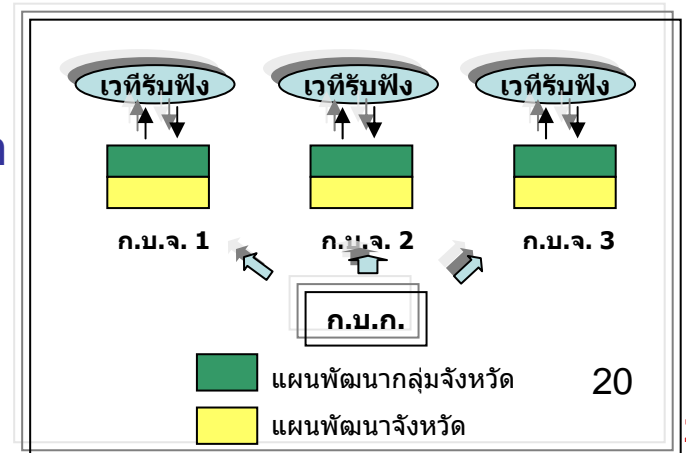 เวทีรับฟัง เวทีรับฟัง เวทีรับฟัง
ก.บ.จ. 1 ก.บ.จ. 2 ก.บ.จ. 3
ก.บ.ก.
แผนพัฒนากลุ่มจังหวัด 20
แผนพัฒนาจังหวัด